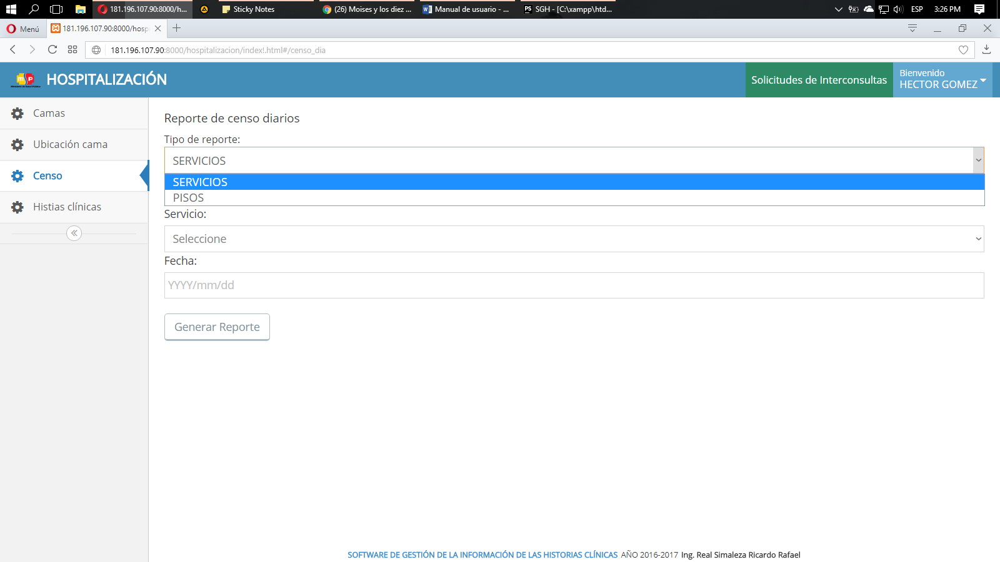 181.196.107.90:8000/h...
Sticky Notes
(26) Moises y los diez ...
Manual de usuario - ...
SGH - [C:\xampp\htd...
ESP
3:26 PM
Menú
181.196.107.90:8000/hosp
181.196.107.90:8000/hospitalizacion/index!.html#/censo_dia
HOSPITALIZACIÓN
Solicitudes de Interconsultas
Bienvenido
HECTOR GOMEZ
Camas
Ubicación cama
Censo
Histias clínicas
Reporte de censo diarios
Tipo de reporte:
SERVICIOS
SERVICIOS
PISOS
Servicio:
Seleccione
Fecha:
YYYY/mm/dd
Generar Reporte
SOFTWARE DE GESTIÓN DE LA INFORMACIÓN DE LAS HISTORIAS CLÍNICAS AÑO 2016-2017 Ing. Real Simaleza Ricardo Rafael